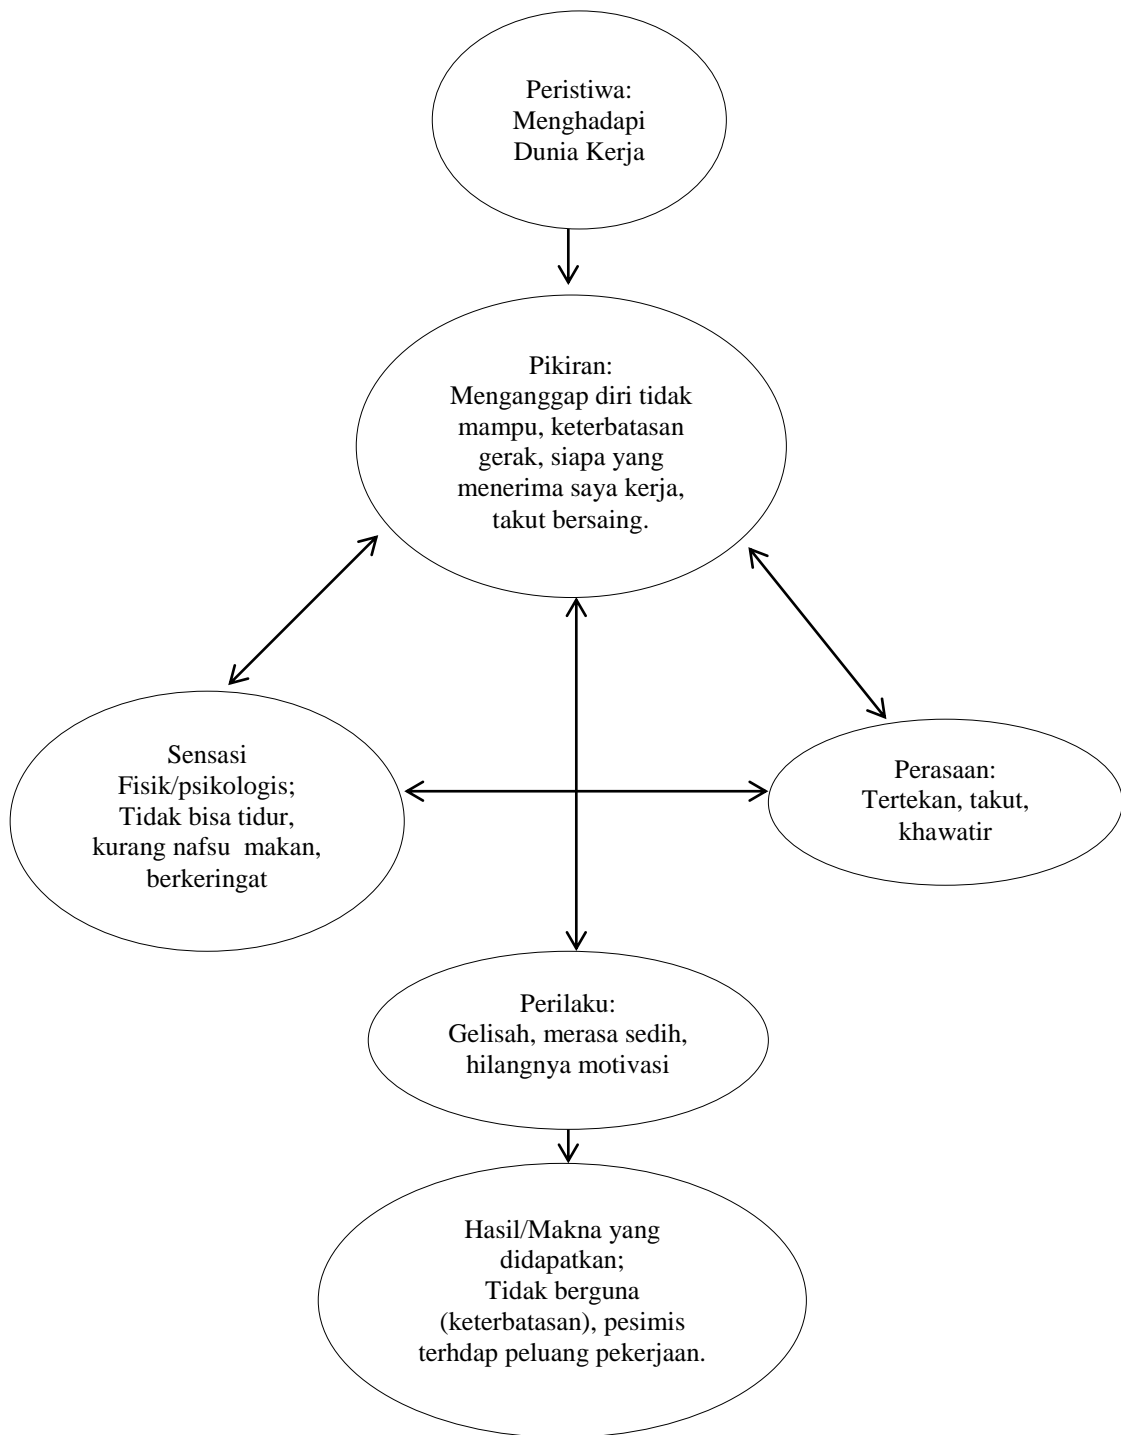 Peristiwa:
Menghadapi
Dunia Kerja
Pikiran:
Menganggap diri tidak
mampu, keterbatasan
gerak, siapa yang
menerima saya kerja,
takut bersaing.
Sensasi
Fisik/psikologis;
Tidak bisa tidur,
kurang nafsu  makan,
berkeringat
Perasaan:
Tertekan, takut,
khawatir
Perilaku:
Gelisah, merasa sedih,
hilangnya motivasi
Hasil/Makna yang
didapatkan;
Tidak berguna
(keterbatasan), pesimis
terhdap peluang pekerjaan.